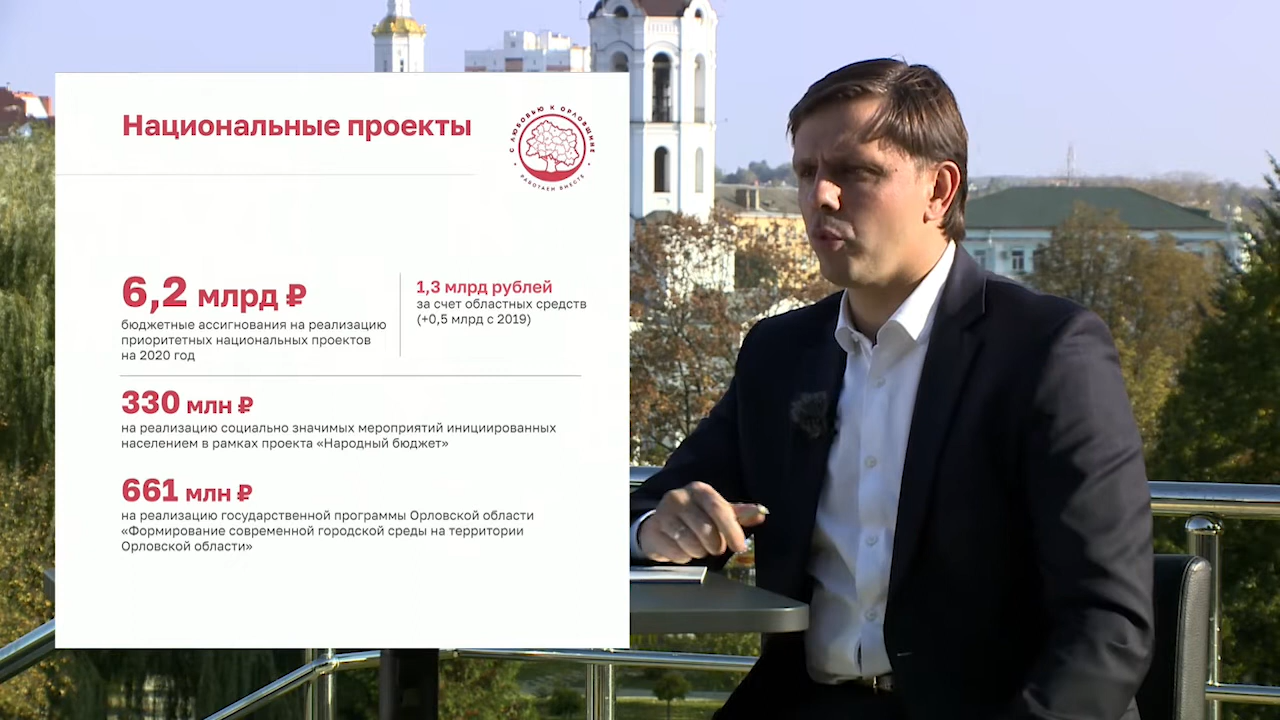 Национальные проекты
С ЛЮБОВЬЮ К ОРЛОВЩИНЕ
РАБОТАЕМ ВМЕСТЕ
6,2 млрд ₽
бюджетные ассигнования на реализацию
приоритетных национальных проектов
на 2020 год
1,3 млрд рублей
за счет областных средств
(+0,5 млрд с 2019)
330 млн ₽
на реализацию социально значимых мероприятий инициированных
населением в рамках проекта «Народный бюджет»
661 млн ₽
на реализацию государственной программы Орловской области
«Формирование современной городской среды на территории
Орловской области»